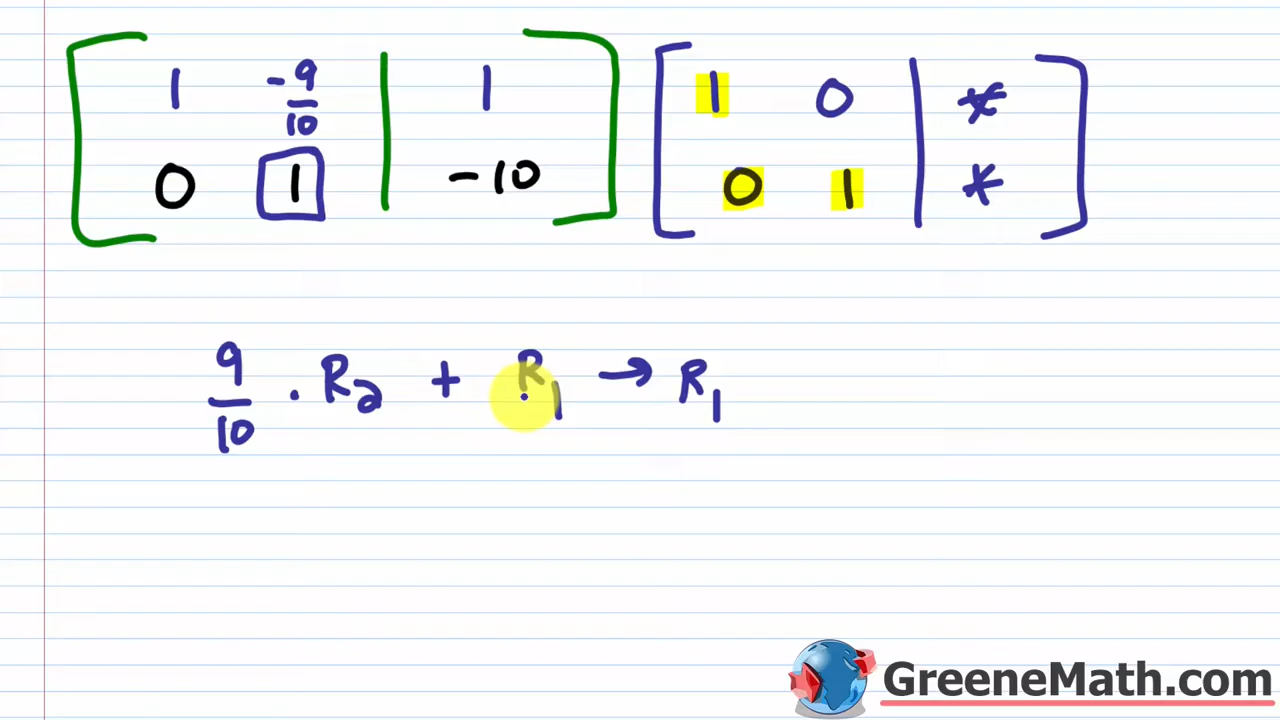 1 -9/10 | 1 1 0 | *
0 1 | -10 0 1 | *
9/10 · R2 + R1 → R1
GreeneMath.com